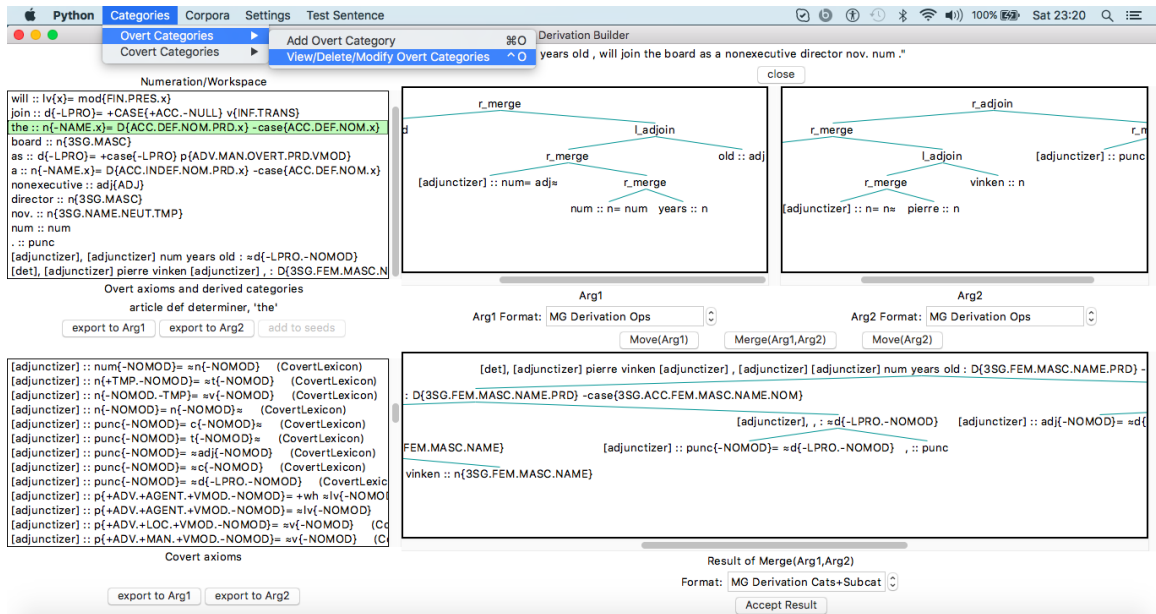 Python Categories Corpora Settings Test Sentence 100% Sat 23:20
Overt Categories
Covert Categories
Add Overt Category ⌘O
View/Delete/Modify Overt Categories ^O
Derivation Builder
years old , will join the board as a nonexecutive director nov. num ."
close
Numeration/Workspace
will :: lv{x}= mod{FIN.PRES.x}
join :: d{-LPRO}= +CASE{+ACC.-NULL} v{INF.TRANS}
the :: n{-NAME.x}= D{ACC.DEF.NOM.PRD.x} -case{ACC.DEF.NOM.x}
board :: n{3SG.MASC}
as :: d{-LPRO}= +case{-LPRO} p{ADV.MAN.OVERT.PRD.VMOD}
a :: n{-NAME.x}= D{ACC.INDEF.NOM.PRD.x} -case{ACC.DEF.NOM.x}
nonexecutive :: adj{ADJ}
director :: n{3SG.MASC}
nov. :: n{3SG.NAME.NEUT.TMP}
num :: num
. :: punc
[adjunctizer], [adjunctizer] num years old : ≈d{-LPRO.-NOMOD}
[det], [adjunctizer] pierre vinken [adjunctizer] , : D{3SG.FEM.MASC.N
Overt axioms and derived categories
article def determiner, 'the'
export to Arg1 export to Arg2 add to seeds
r_merge
d
l_adjoin
r_merge
old :: adj
[adjunctizer] :: num= adj≈
r_merge
num :: n= num years :: n
r_adjoin
r_merge
r_m
l_adjoin
[adjunctizer] :: punc
r_merge
vinken :: n
[adjunctizer] :: n= n≈ pierre :: n
Arg1
Arg2
Arg1 Format: MG Derivation Ops
Arg2 Format: MG Derivation Ops
Move(Arg1) Merge(Arg1,Arg2) Move(Arg2)
[adjunctizer] :: num{-NOMOD}= ≈n{-NOMOD} (CovertLexicon)
[adjunctizer] :: n{+TMP.-NOMOD}= ≈t{-NOMOD} (CovertLexicon)
[adjunctizer] :: n{-NOMOD.-TMP}= ≈v{-NOMOD} (CovertLexicon)
[adjunctizer] :: n{-NOMOD}= n{-NOMOD}≈ (CovertLexicon)
[adjunctizer] :: punc{-NOMOD}= c{-NOMOD}≈ (CovertLexicon)
[adjunctizer] :: punc{-NOMOD}= t{-NOMOD}≈ (CovertLexicon)
[adjunctizer] :: punc{-NOMOD}= ≈adj{-NOMOD} (CovertLexicon)
[adjunctizer] :: punc{-NOMOD}= ≈c{-NOMOD} (CovertLexicon)
[adjunctizer] :: punc{-NOMOD}= ≈d{-LPRO.-NOMOD} (CovertLexic
[adjunctizer] :: p{+ADV.+AGENT.+VMOD.-NOMOD}= +wh ≈lv{-NOMOD
[adjunctizer] :: p{+ADV.+AGENT.+VMOD.-NOMOD}= ≈lv{-NOMOD}
[adjunctizer] :: p{+ADV.+LOC.+VMOD.-NOMOD}= ≈v{-NOMOD} (Co
[adjunctizer] :: p{+ADV.+MAN.+VMOD.-NOMOD}= ≈v{-NOMOD} (C
Covert axioms
export to Arg1 export to Arg2
[det], [adjunctizer] pierre vinken [adjunctizer] , [adjunctizer] [adjunctizer] num years old : D{3SG.FEM.MASC.NAME.PRD} -
: D{3SG.FEM.MASC.NAME.PRD} -case{3SG.ACC.FEM.MASC.NAME.NOM}
[adjunctizer], , : ≈d{-LPRO.-NOMOD} [adjunctizer] :: adj{-NOMOD}= ≈d{
FEM.MASC.NAME} [adjunctizer] :: punc{-NOMOD}= ≈d{-LPRO.-NOMOD} , :: punc
vinken :: n{3SG.FEM.MASC.NAME}
Result of Merge(Arg1,Arg2)
Format: MG Derivation Cats+Subcat
Accept Result